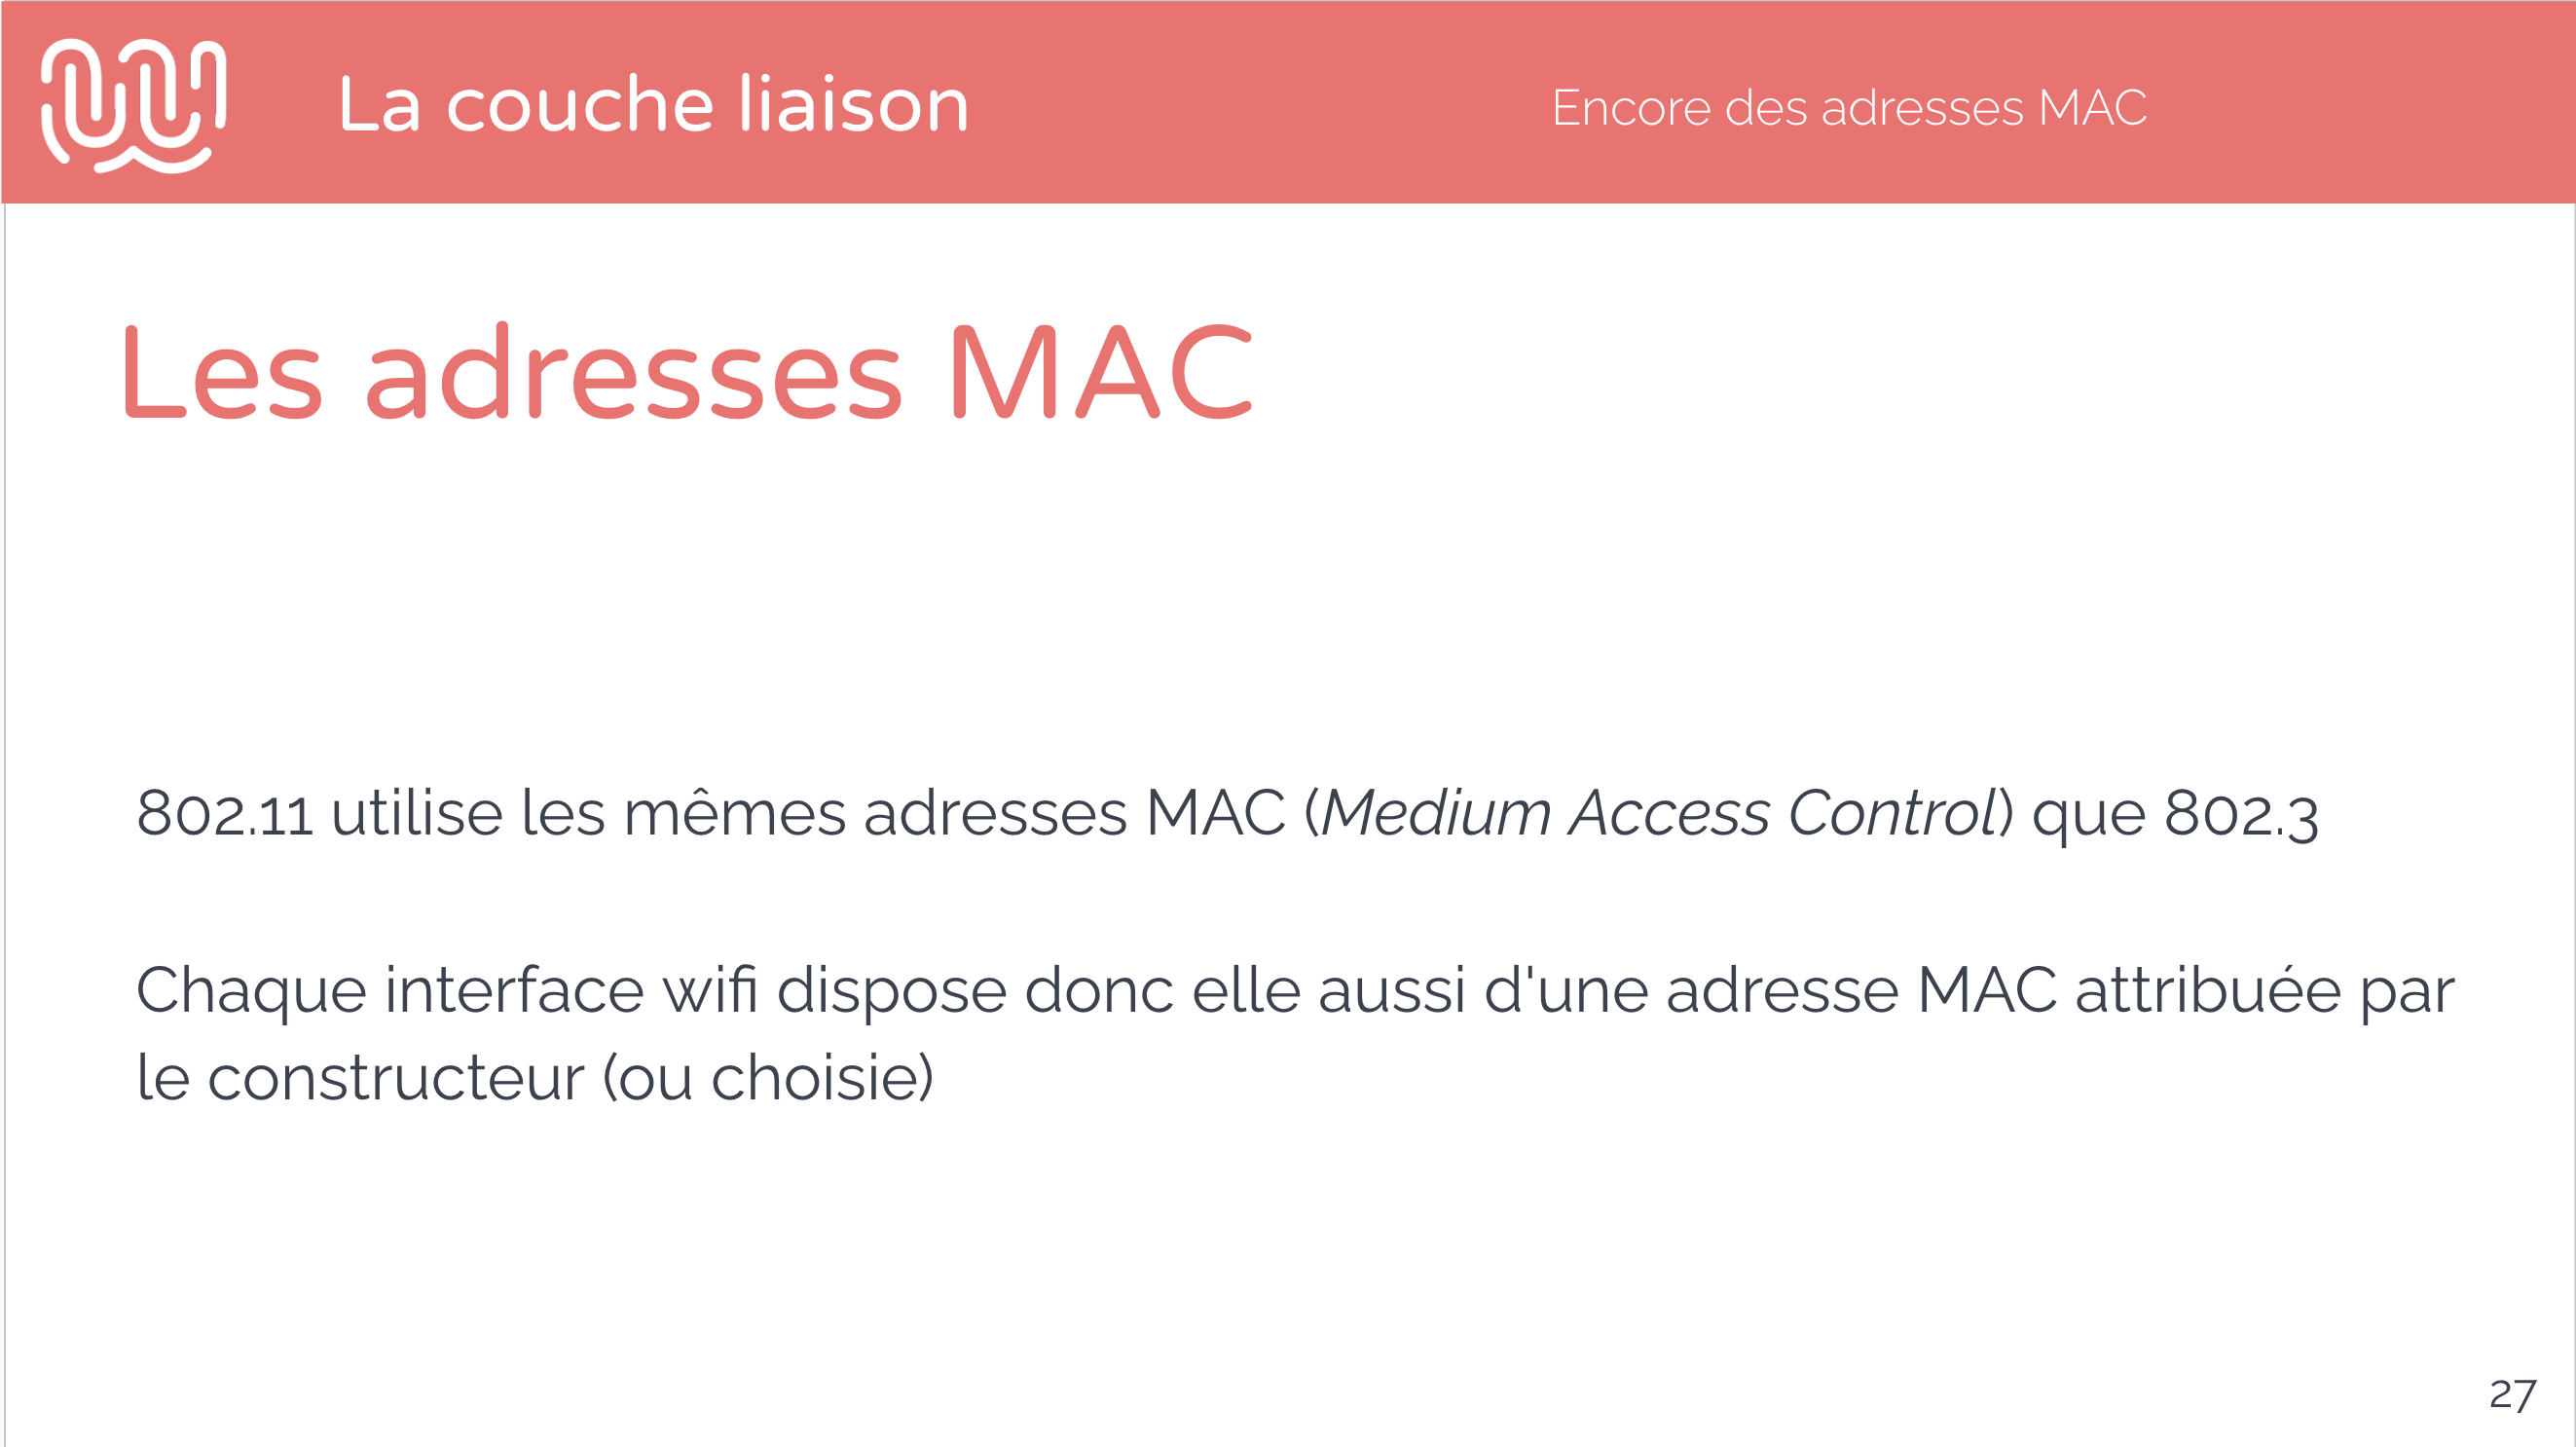 La couche liaison
Encore des adresses MAC
Les adresses MAC
802.11 utilise les mêmes adresses MAC (Medium Access Control) que 802.3
Chaque interface wifi dispose donc elle aussi d'une adresse MAC attribuée par
le constructeur (ou choisie)
27